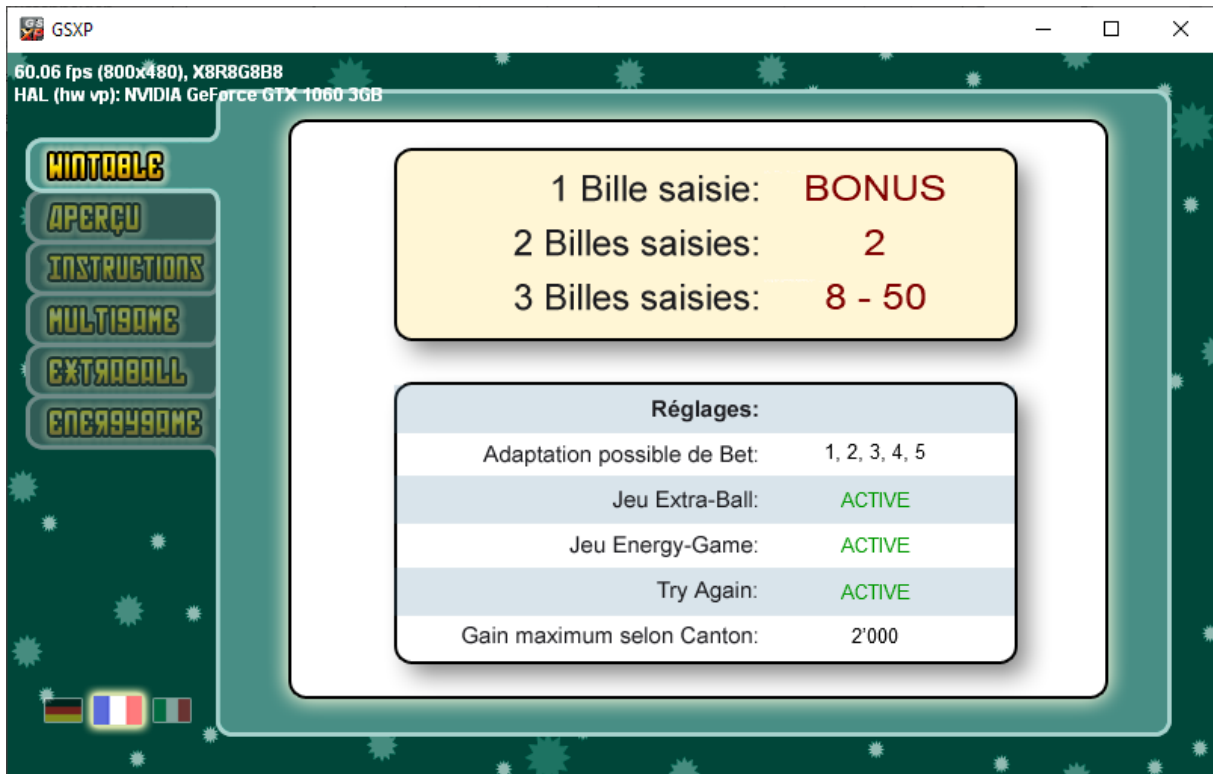 GSXP
60.06 fps (800x480), X8R8G8B8
HAL (hw vp): NVIDIA GeForce GTX 1060 3GB
WINTABLE
APERÇU
INSTRUCTIONS
MULTIGAME
EXTRABALL
ENERGYGAME
1 Bille saisie: BONUS
2 Billes saisies: 2
3 Billes saisies: 8 - 50
Réglages:
Adaptation possible de Bet: 1, 2, 3, 4, 5
Jeu Extra-Ball: ACTIVE
Jeu Energy-Game: ACTIVE
Try Again: ACTIVE
Gain maximum selon Canton: 2'000